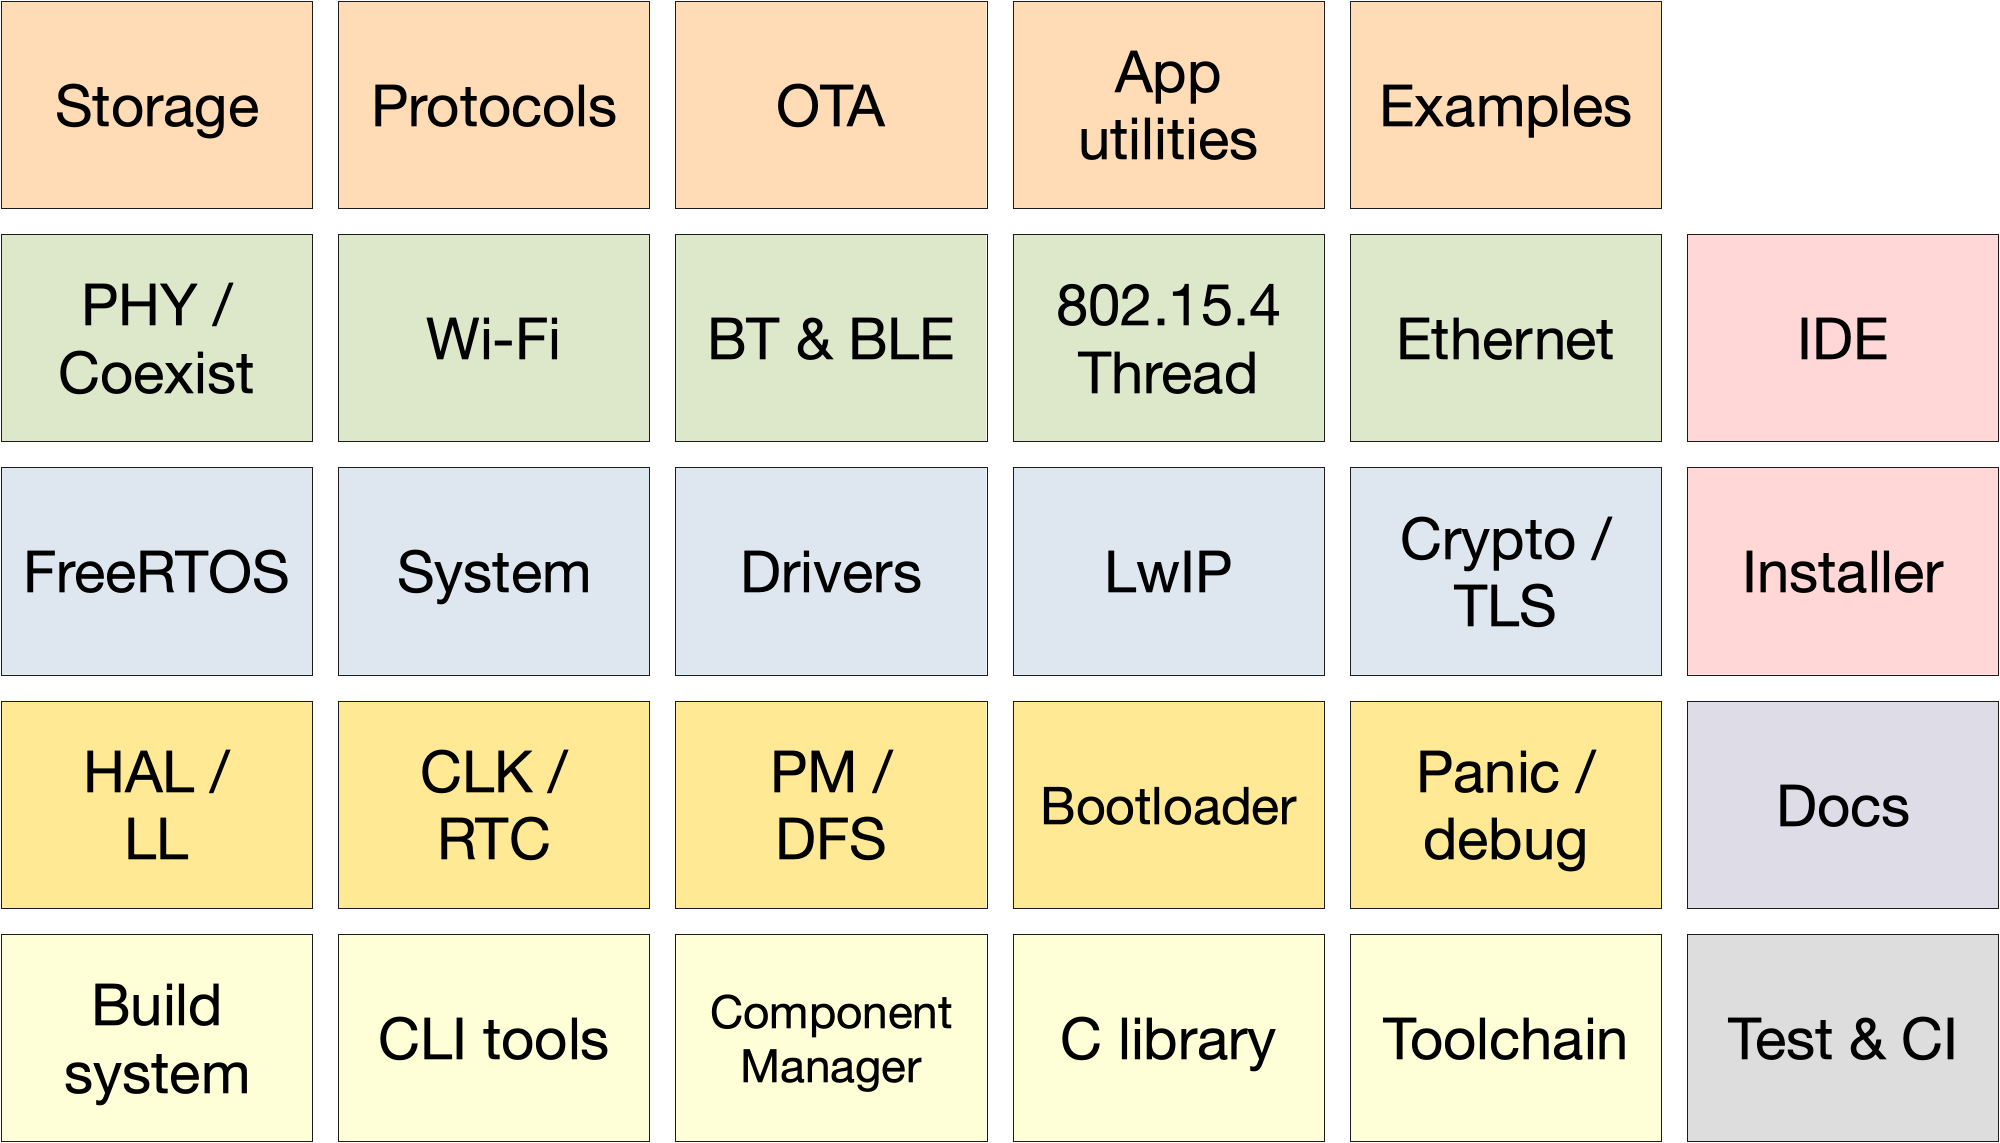 Storage
Protocols
OTA
App
utilities
Examples
PHY /
Coexist
Wi-Fi
BT & BLE
802.15.4
Thread
Ethernet
IDE
FreeRTOS
System
Drivers
LwIP
Crypto /
TLS
Installer
HAL /
LL
CLK /
RTC
PM /
DFS
Bootloader
Panic /
debug
Docs
Build
system
CLI tools
Component
Manager
C library
Toolchain
Test & CI